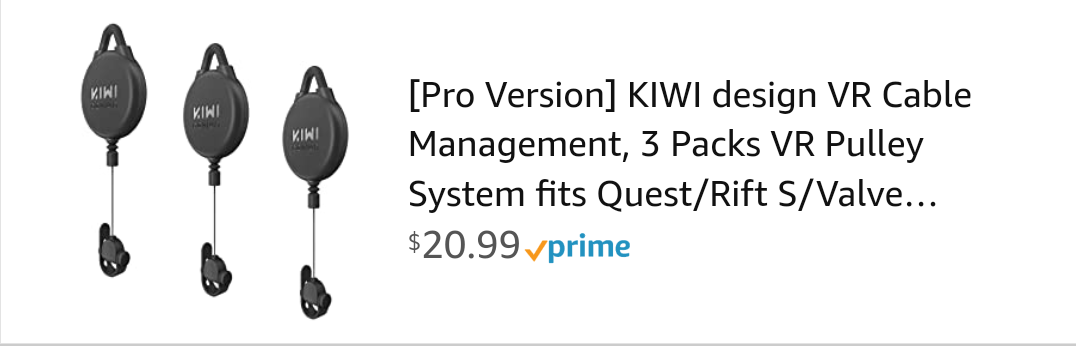 KIWI
KIWI
KIWI
[Pro Version] KIWI design VR Cable
Management, 3 Packs VR Pulley
System fits Quest/Rift S/Valve...
$20.99 prime